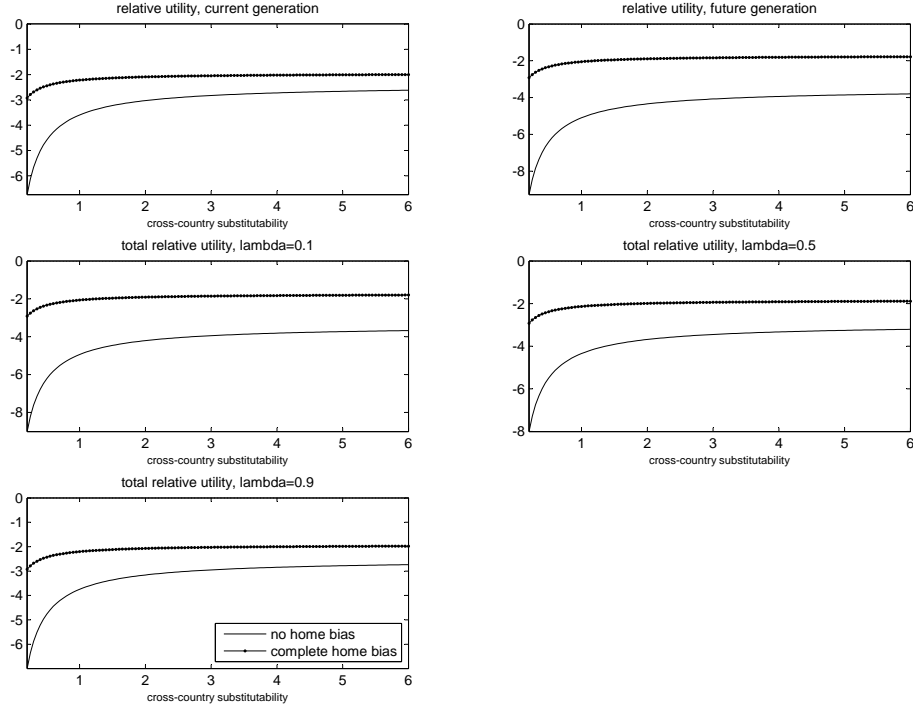 relative utility, current generation
0
-1
-2
-3
-4
-5
-6
1 2 3 4 5 6
cross-country substitutability
relative utility, future generation
0
-2
-4
-6
-8
1 2 3 4 5 6
cross-country substitutability
total relative utility, lambda=0.1
0
-2
-4
-6
-8
1 2 3 4 5 6
cross-country substitutability
total relative utility, lambda=0.5
0
-2
-4
-6
-8
1 2 3 4 5 6
cross-country substitutability
total relative utility, lambda=0.9
0
-1
-2
-3
-4
-5
-6
no home bias
complete home bias
1 2 3 4 5 6
cross-country substitutability